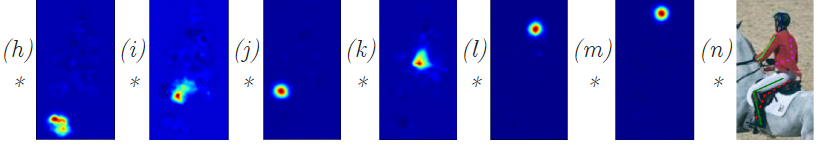 (h) (i) (j) (k) (l) (m) (n)
* * * * * * *